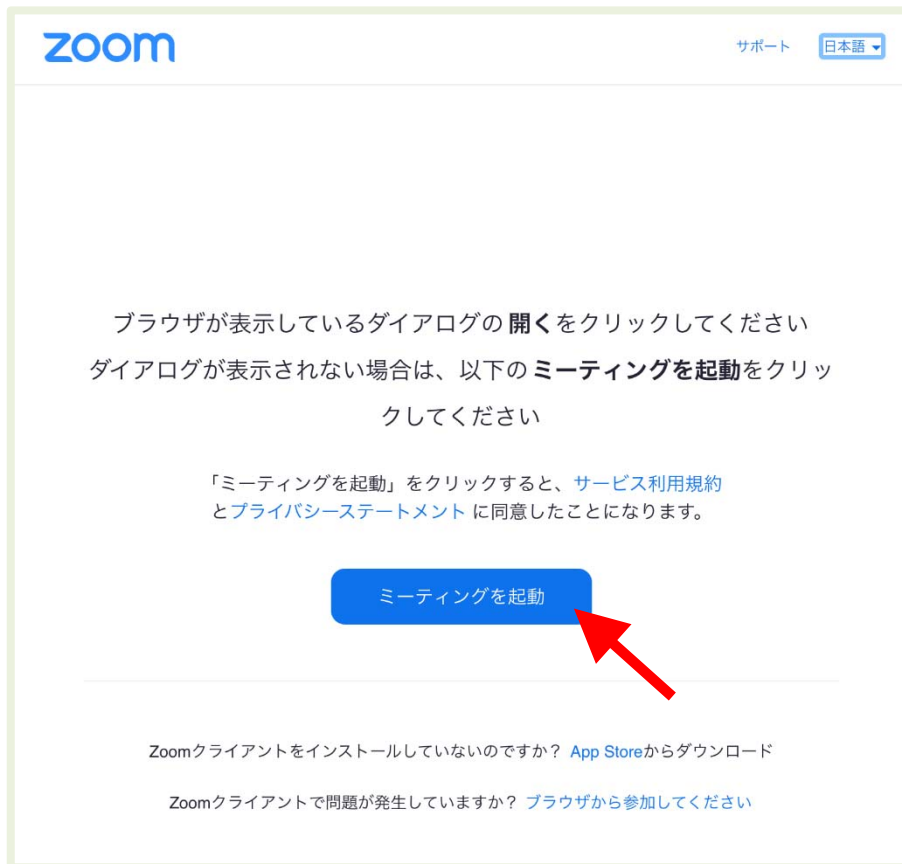 zoom
サポート 日本語
ブラウザが表示しているダイアログの 開くをクリックしてください
ダイアログが表示されない場合は、以下の ミーティングを起動をクリッ
クしてください
「ミーティングを起動」をクリックすると、サービス利用規約
とプライバシーステートメント に同意したことになります。
ミーティングを起動
Zoomクライアントをインストールしていないのですか？ App Storeからダウンロード
Zoomクライアントで問題が発生していますか？ ブラウザから参加してください